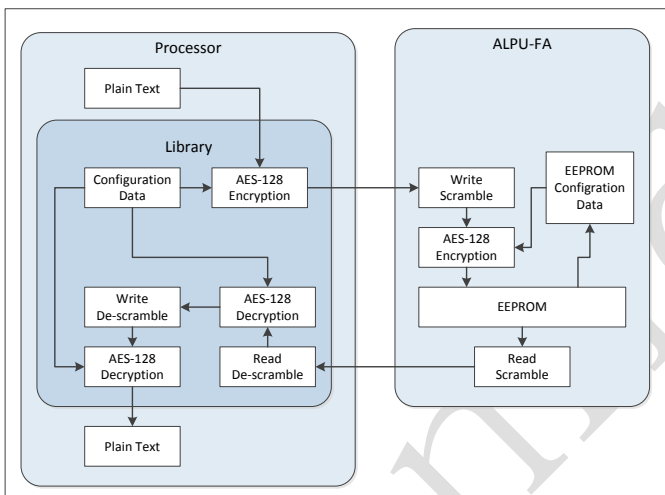 Processor
ALPU-FA
Plain Text
Library
Configuration
Data
AES-128
Encryption
Write
Scramble
EEPROM
Configration
Data
AES-128
Encryption
Write
De-scramble
AES-128
Decryption
EEPROM
AES-128
Decryption
Read
De-scramble
Read
Scramble
Plain Text